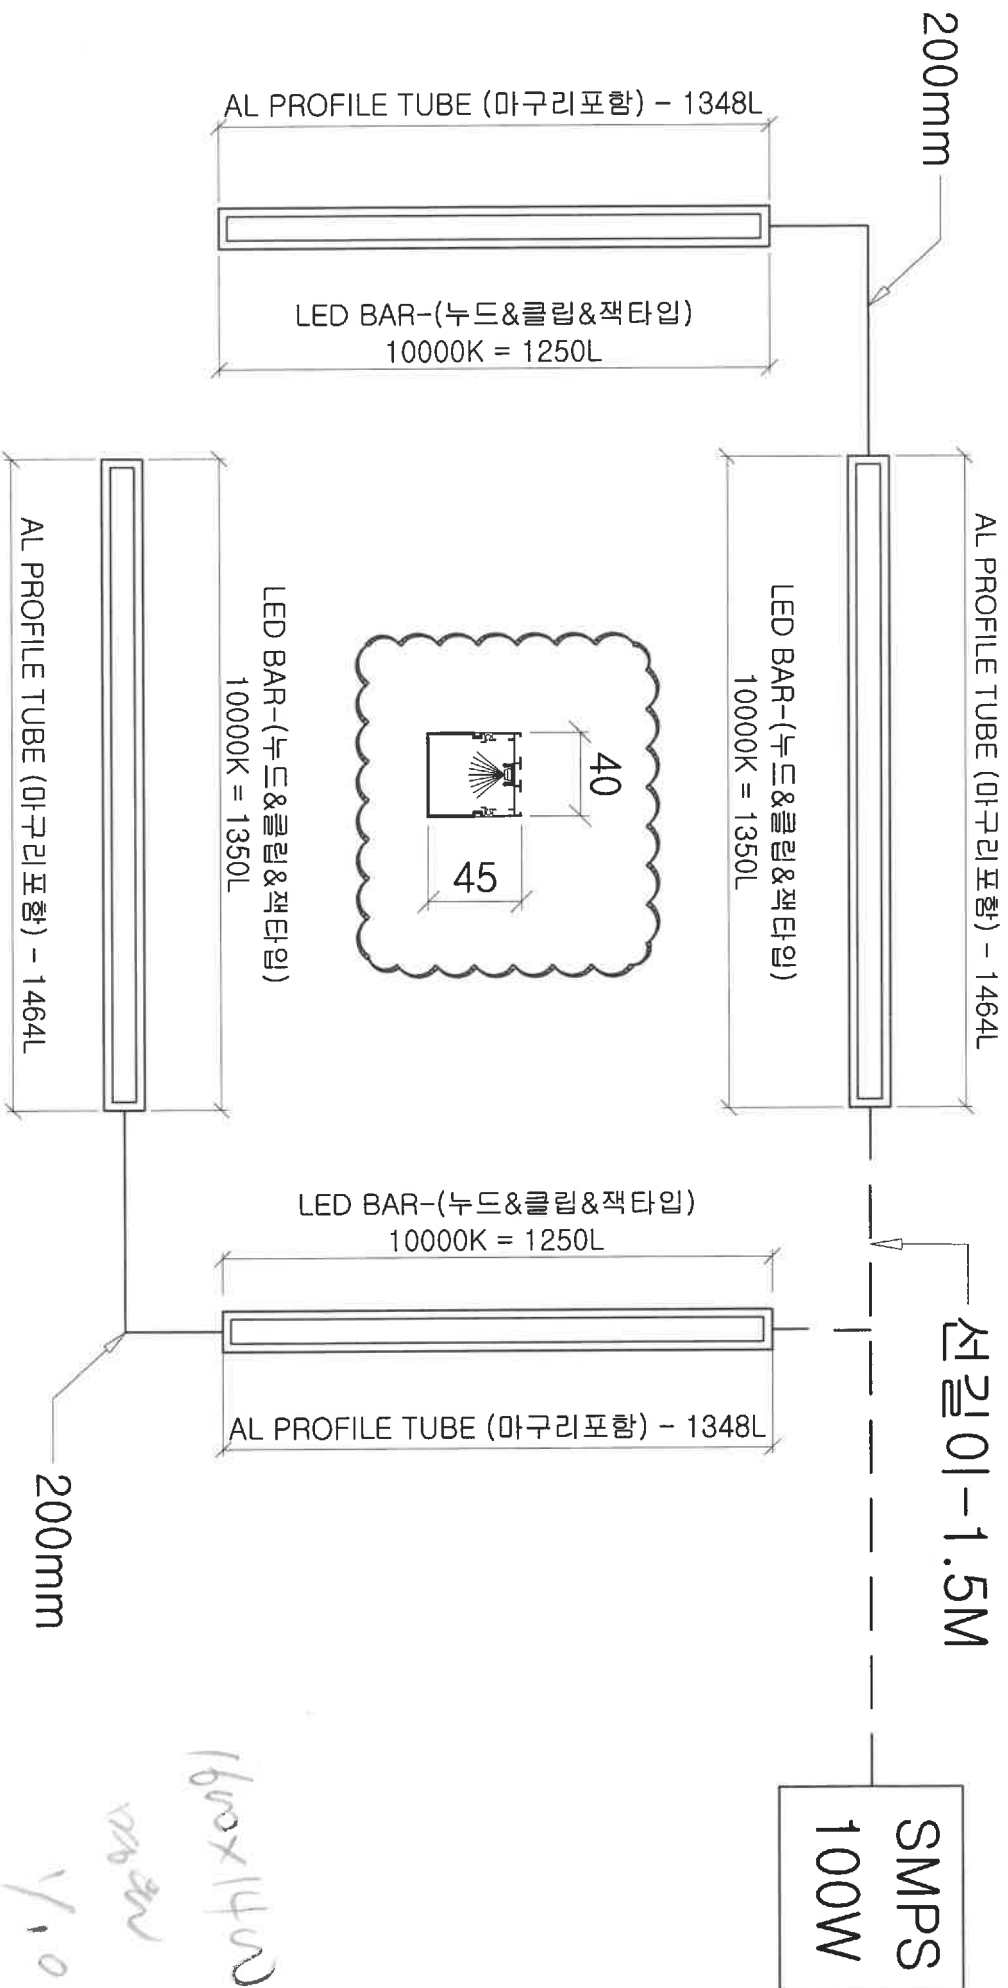 200mm
AL PROFILE TUBE (마구리포함) - 1348L
LED BAR-(누드&클립&잭타입)
10000K = 1250L
AL PROFILE TUBE (마구리포함) - 1464L
LED BAR-(누드&클립&잭타입)
10000K = 1350L
40
45
LED BAR-(누드&클립&잭타입)
10000K = 1350L
AL PROFILE TUBE (마구리포함) - 1464L
LED BAR-(누드&클립&잭타입)
10000K = 1250L
AL PROFILE TUBE (마구리포함) - 1348L
200mm
선길이-1.5M
SMPS
100W